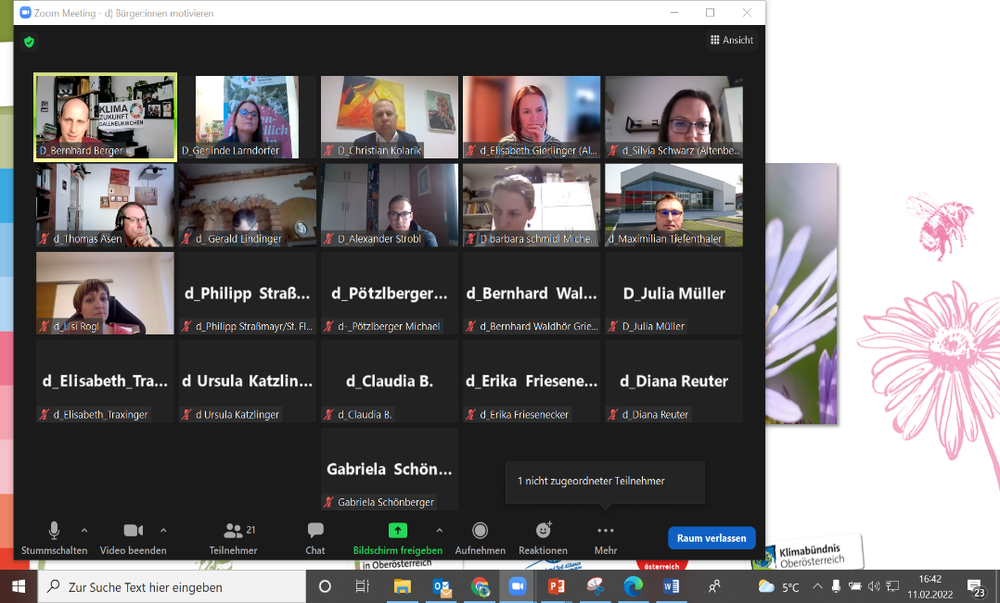 Zoom Meeting - d) Bürger:innen motivieren
Ansicht
KLIMA
ZUKUNFT
GALLNEUKIRCHEN
D_Bernhard Berger
D_Gerlinde Larndorfer
D_Christian Kolarik
d_Elisabeth Gierlinger (Al...
d_Silvia Schwarz (Altenbe...
d_Thomas Asen
d_ Gerald Lindinger
D_Alexander Strobl
D barbara schmidl Miche...
d_Maximilian Tiefenthaler
d_Lisi Rogl
d_Philipp Straß...
d_Philipp Straßmayr/St. Fl...
d_Pötzlberger...
d-_Pötzlberger Michael
d_Bernhard Wal...
d_Bernhard Waldhör Grie...
D_Julia Müller
D_Julia Müller
d_Elisabeth_Tra...
d_Elisabeth_Traxinger
d Ursula Katzlin...
d Ursula Katzlinger
d_Claudia B.
d_Claudia B.
d_Erika Friesene...
d_Erika Friesenecker
d_Diana Reuter
d_Diana Reuter
Gabriela Schön...
Gabriela Schönberger
1 nicht zugeordneter Teilnehmer
Stummschalten
Video beenden
21
Teilnehmer
Chat
Bildschirm freigeben
Aufnehmen
Reaktionen
Mehr
Raum verlassen
in Oberösterreich
österreich
Klimabündnis
Oberösterreich
Zur Suche Text hier eingeben
5°C
16:42
11.02.2022
23